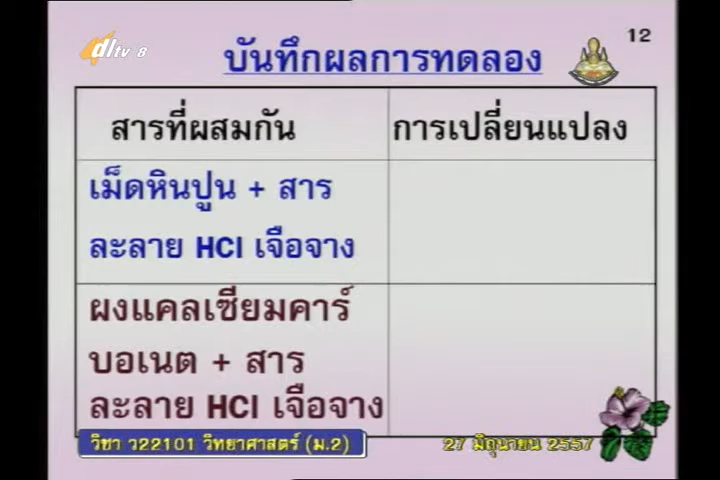 dltv 8
12
บันทึกผลการทดลอง
สารที่ผสมกัน
การเปลี่ยนแปลง
เม็ดหินปูน + สาร
ละลาย HCl เจือจาง
ผงแคลเซียมคาร์
บอเนต + สาร
ละลาย HCl เจือจาง
วิชา ว22101 วิทยาศาสตร์ (ม.2)
27 มิถุนายน 2557